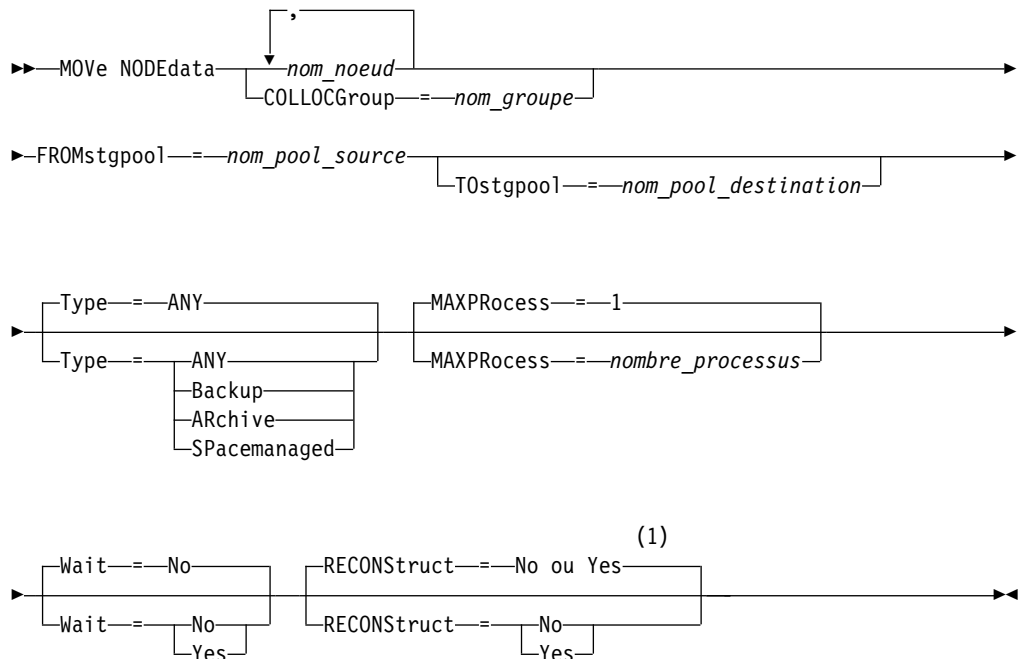 ,
MOVe NODEdata nom_noeud
COLLOCGroup = nom_groupe
FROMstgpool = nom_pool_source
TOstgpool = nom_pool_destination
Type = ANY MAXPRocess = 1
Type = ANY MAXPRocess = nombre_processus
Backup
ARchive
SPacemanaged
(1)
Wait = No RECONStruct = No ou Yes
Wait = No RECONStruct = No
Yes Yes